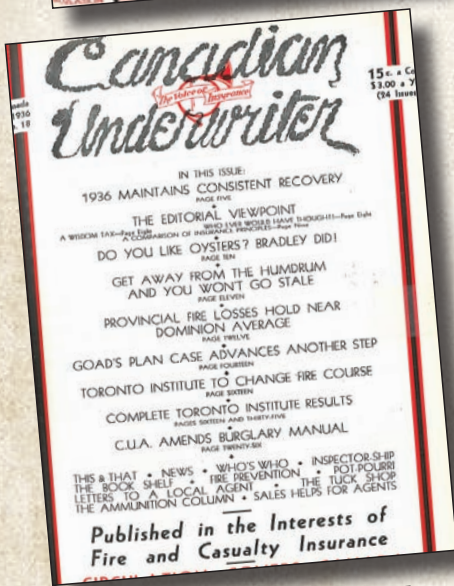 Canadian
The Voice of Insurance
Underwriter
1936
. 18
15c. a
$3.00 a
(24
IN THIS ISSUE:
1936 MAINTAINS CONSISTENT RECOVERY
PAGE FIVE
THE EDITORIAL VIEWPOINT
A WISDOM TAX—Page Eight WHO EVER WOULD HAVE THOUGHT!—Page Eight
A COMPARISON OF INSURANCE PRINCIPLES—Page Nine
DO YOU LIKE OYSTERS? BRADLEY DID!
PAGE TEN
GET AWAY FROM THE HUMDRUM
AND YOU WON'T GO STALE
PAGE ELEVEN
PROVINCIAL FIRE LOSSES HOLD NEAR
DOMINION AVERAGE
PAGE TWELVE
GOAD'S PLAN CASE ADVANCES ANOTHER STEP
PAGE FOURTEEN
TORONTO INSTITUTE TO CHANGE FIRE COURSE
PAGE SIXTEEN
COMPLETE TORONTO INSTITUTE RESULTS
PAGES SIXTEEN AND THIRTY-FIVE
C.U.A. AMENDS BURGLARY MANUAL
PAGE TWENTY-SIX
THIS & THAT • NEWS • WHO'S WHO • INSPECTOR-SHIP
THE BOOK SHELF • FIRE PREVENTION • POT-POURRI
LETTERS TO A LOCAL AGENT • THE TUCK SHOP
THE AMMUNITION COLUMN • SALES HELPS FOR AGENTS
Published in the Interests of
Fire and Casualty Insurance